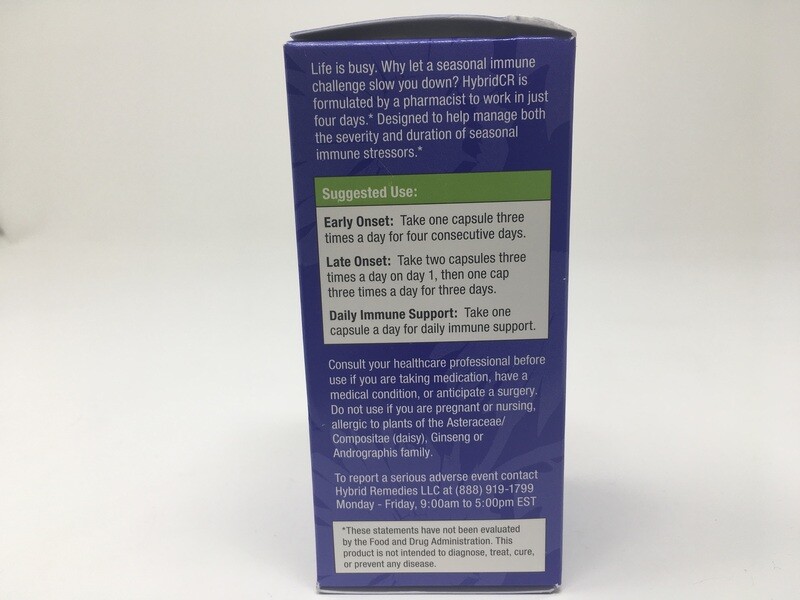 Life is busy. Why let a seasonal immune
challenge slow you down? HybridCR is
formulated by a pharmacist to work in just
four days.* Designed to help manage both
the severity and duration of seasonal
immune stressors.*
Suggested Use:
Early Onset: Take one capsule three
times a day for four consecutive days.
Late Onset: Take two capsules three
times a day on day 1, then one cap
three times a day for three days.
Daily Immune Support: Take one
capsule a day for daily immune support.
Consult your healthcare professional before
use if you are taking medication, have a
medical condition, or anticipate a surgery.
Do not use if you are pregnant or nursing,
allergic to plants of the Asteraceae/
Compositae (daisy), Ginseng or
Andrographis family.
To report a serious adverse event contact
Hybrid Remedies LLC at (888) 919-1799
Monday - Friday, 9:00am to 5:00pm EST
*These statements have not been evaluated
by the Food and Drug Administration. This
product is not intended to diagnose, treat, cure,
or prevent any disease.